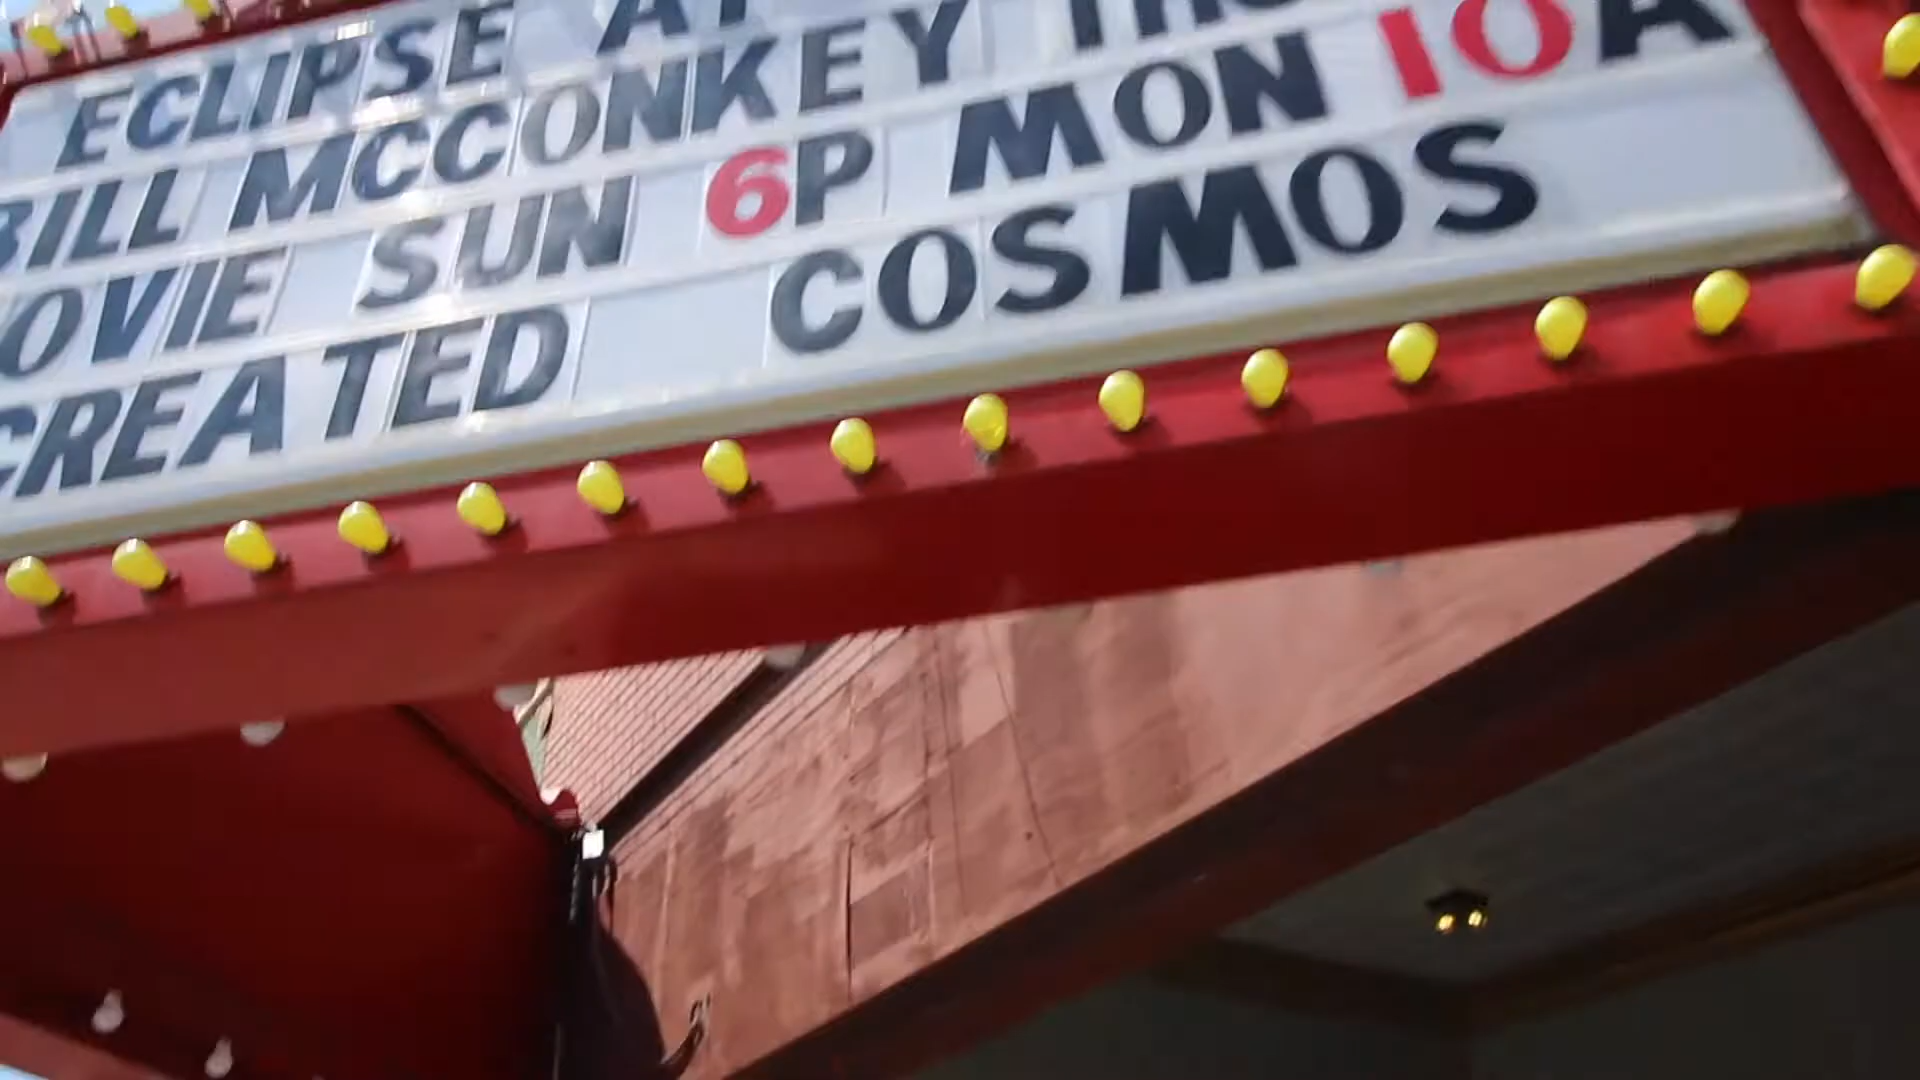 ECLIPSE AT
BILL MCCONKEY
OVIE SUN 6P MON 10A
CREATED COSMOS